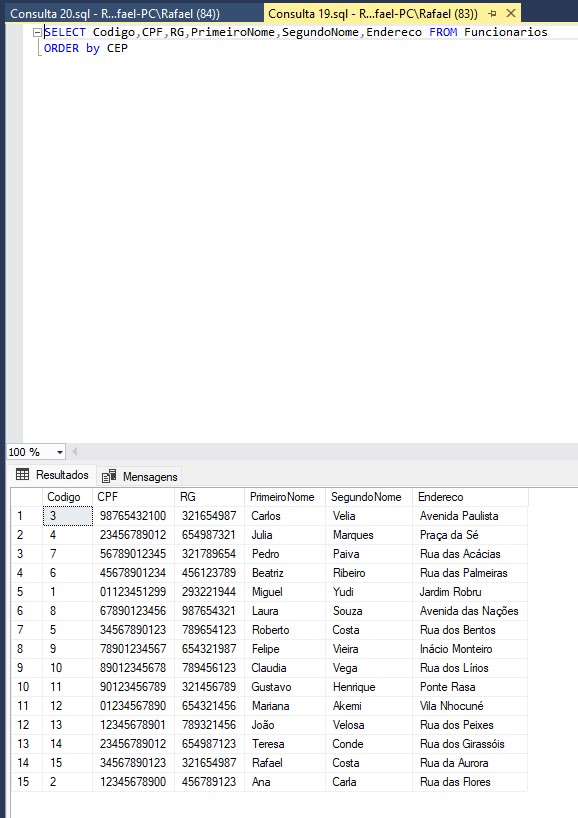 Consulta 20.sql - R...fael-PC\Rafael (84)) Consulta 19.sql - R...fael-PC\Rafael (83))
SELECT Codigo,CPF,RG,PrimeiroNome,SegundoNome,Endereco FROM Funcionarios
ORDER by CEP
100 %
Resultados Mensagens
Codigo CPF RG PrimeiroNome SegundoNome Endereco
1 3 98765432100 321654987 Carlos Velia Avenida Paulista
2 4 23456789012 654987321 Julia Marques Praça da Sé
3 7 56789012345 321789654 Pedro Paiva Rua das Acácias
4 6 45678901234 456123789 Beatriz Ribeiro Rua das Palmeiras
5 1 01123451299 293221944 Miguel Yudi Jardim Robru
6 8 67890123456 987654321 Laura Souza Avenida das Nações
7 5 34567890123 789654123 Roberto Costa Rua dos Bentos
8 9 78901234567 654321987 Felipe Vieira Inácio Monteiro
9 10 89012345678 789456123 Claudia Vega Rua dos Lírios
10 11 90123456789 321456789 Gustavo Henrique Ponte Rasa
11 12 01234567890 654321456 Mariana Akemi Vila Nhocuné
12 13 12345678901 789321456 João Velosa Rua dos Peixes
13 14 23456789012 654987123 Teresa Conde Rua dos Girassóis
14 15 34567890123 321654987 Rafael Costa Rua da Aurora
15 2 12345678900 456789123 Ana Carla Rua das Flores